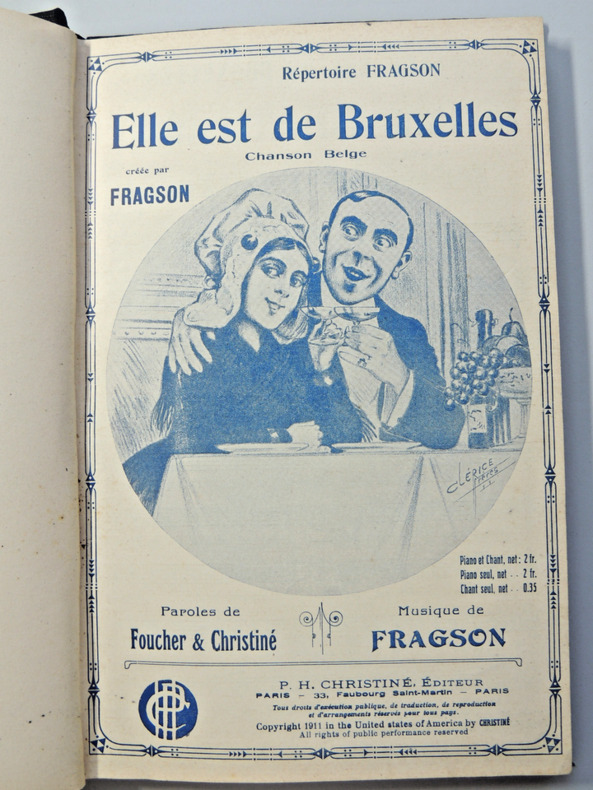 Répertoire FRAGSON
Elle est de Bruxelles
Chanson Belge
créée par
FRAGSON
CLÉRICE
FRÈRES
Piano et Chant, net: 2 fr.
Piano seul, net . . 2 fr.
Chant seul, net . . 0.35
Paroles de
Foucher & Christiné
Musique de
FRAGSON
P. H. CHRISTINÉ, ÉDITEUR
PARIS – 33, Faubourg Saint-Martin – PARIS
Tous droits d'exécution publique, de traduction, de reproduction
et d'arrangements réservés pour tous pays.
Copyright 1911 in the United states of America by CHRISTINÉ
All rights of public performance reserved